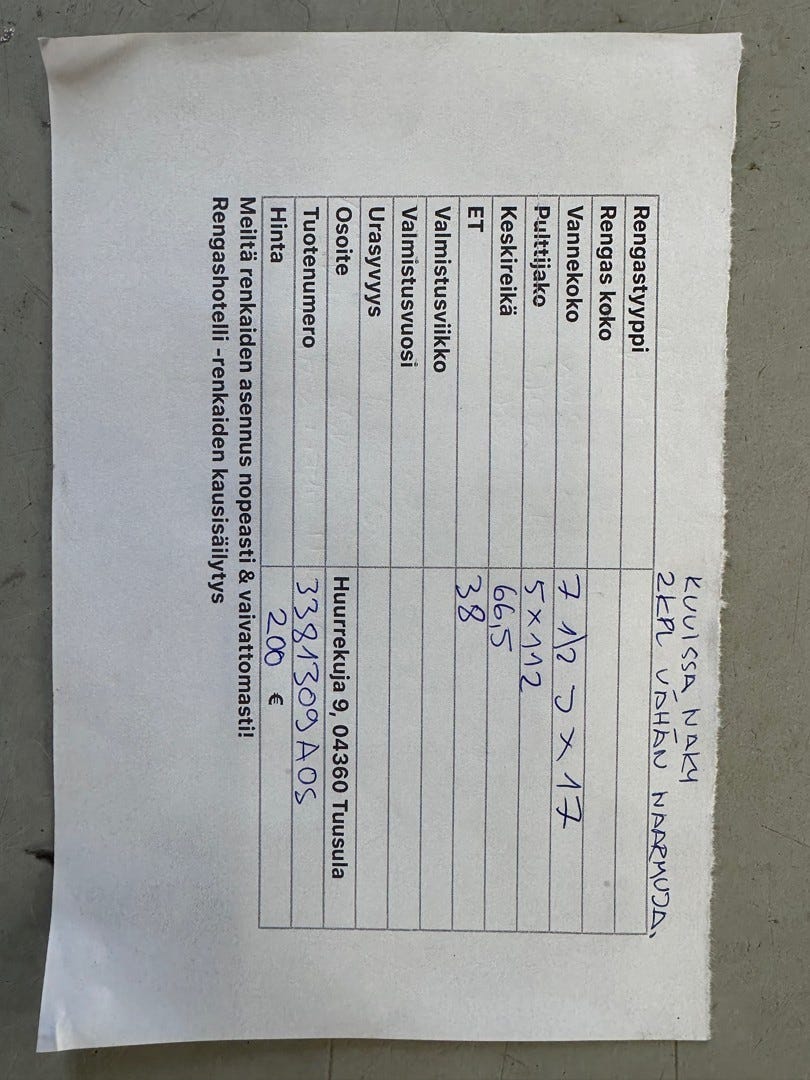 KUVISSA NÄKY
2KPL VÄHÄN NAARMUJA.
Rengastyyppi
Rengas koko
Vannekoko 7 1/2 J x 17
Pulttijako 5x112
Keskireikä 66,5
ET 38
Valmistusviikko
Valmistusvuosi
Urasyvyys
Osoite Huurrekuja 9, 04360 Tuusula
Tuotenumero 3381309AOS
Hinta 200 €
Meiltä renkaiden asennus nopeasti & vaivattomasti!
Rengashotelli -renkaiden kausisäilytys